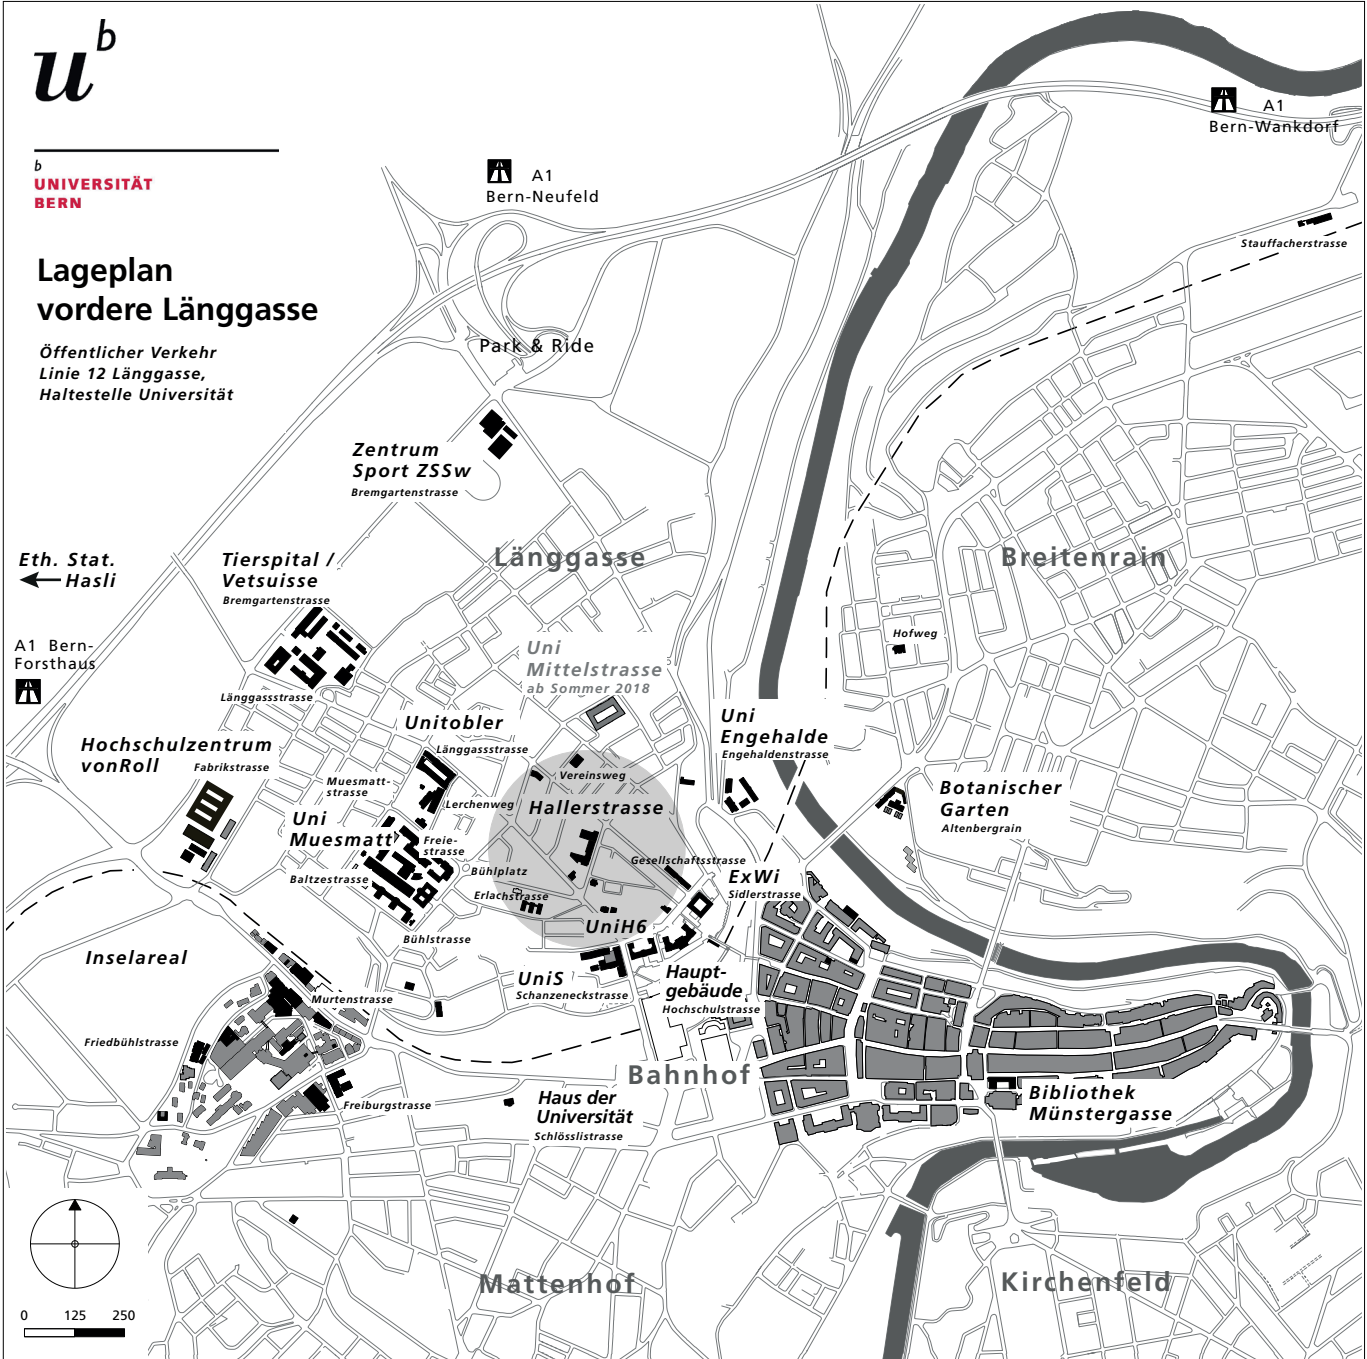 u b
b
UNIVERSITÄT
BERN
Lageplan
vordere Länggasse
Öffentlicher Verkehr
Linie 12 Länggasse,
Haltestelle Universität
A1
Bern-Neufeld
A1
Bern-Wankdorf
Stauffacherstrasse
Park & Ride
Zentrum
Sport ZSSw
Bremgartenstrasse
Eth. Stat.
Hasli
Tierspital /
Vetsuisse
Bremgartenstrasse
Länggasse
Breitenrain
A1 Bern-
Forsthaus
Länggassstrasse
Uni
Mittelstrasse
ab Sommer 2018
Hofweg
Hochschulzentrum
vonRoll
Fabrikstrasse
Unitobler
Länggassstrasse
Uni
Engehalde
Engehaldenstrasse
Muesmatt-
strasse
Lerchenweg
Vereinsweg
Hallerstrasse
Botanischer
Garten
Altenbergrain
Uni
Muesmatt
Freie-
strasse
Baltzestrasse
Bühlplatz
Erlachstrasse
Gesellschaftsstrasse
ExWi
Sidlerstrasse
Bühlstrasse
UniH6
Inselareal
Murtenstrasse
UniS
Schanzeneckstrasse
Haupt-
gebäude
Hochschulstrasse
Friedbühlstrasse
Freiburgstrasse
Bahnhof
Haus der
Universität
Schlösslistrasse
Bibliothek
Münstergasse
Mattenhof
Kirchenfeld
0 125 250